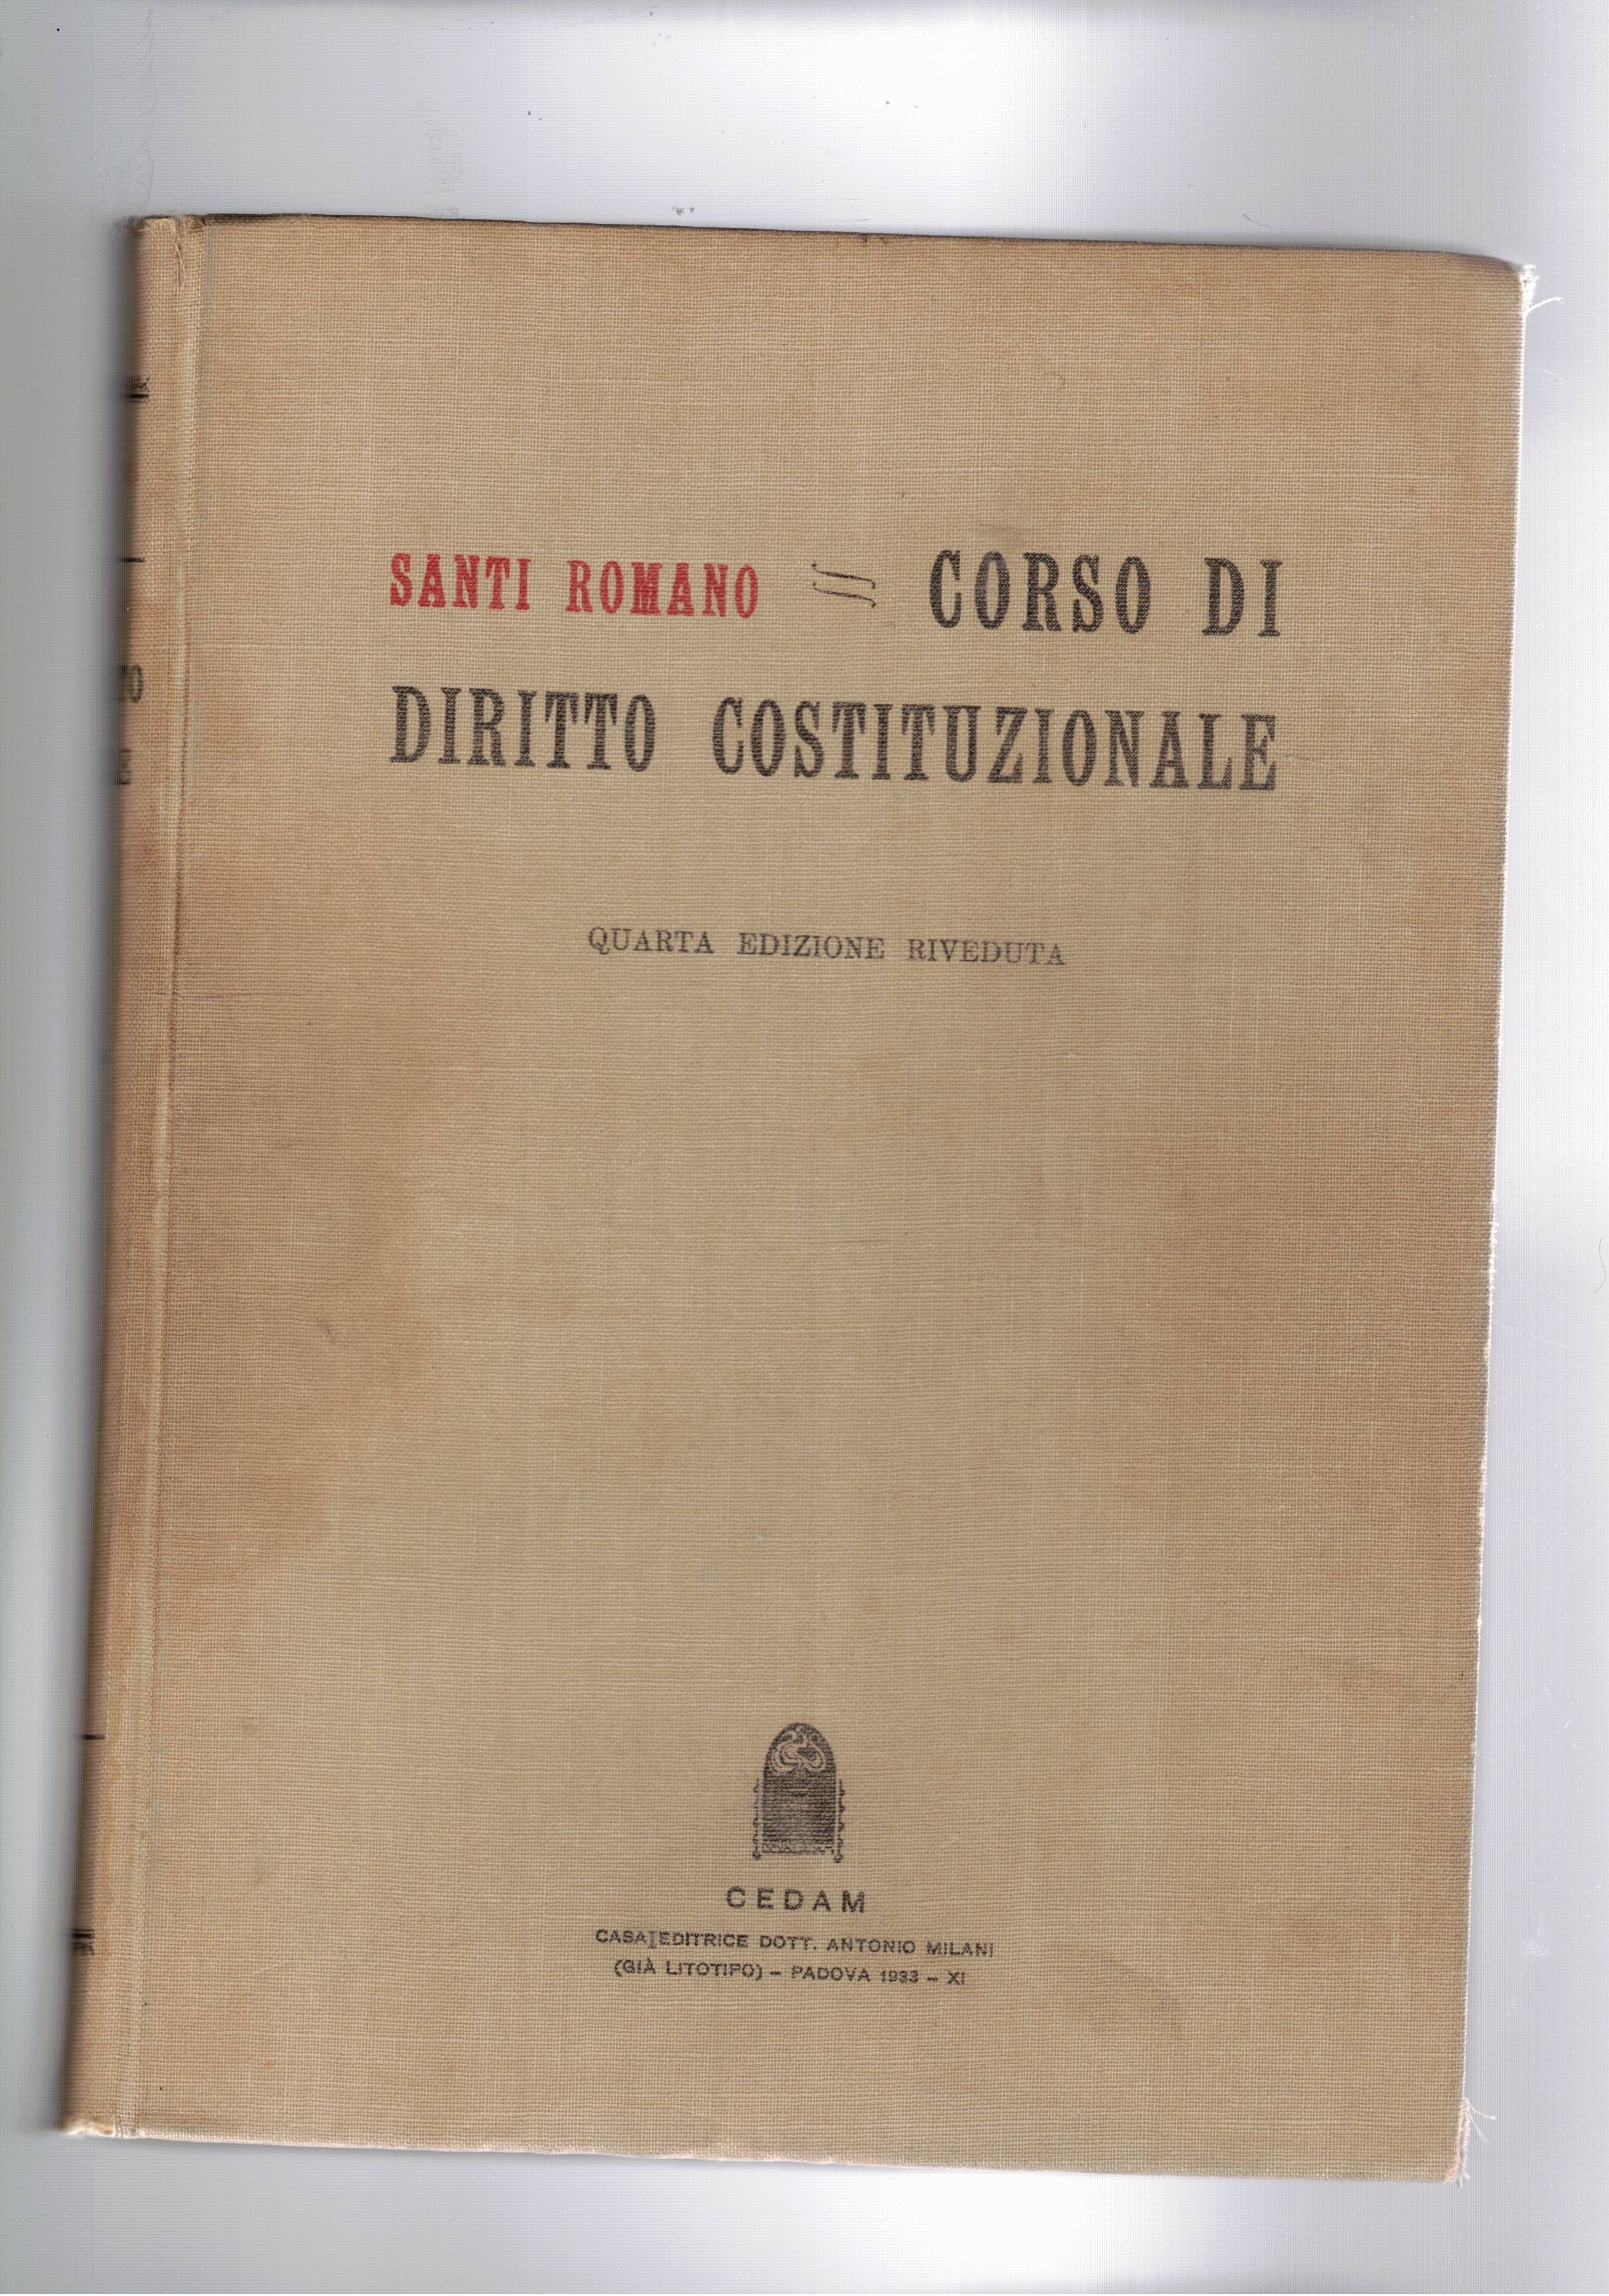 SANTI ROMANO CORSO DI
DIRITTO COSTITUZIONALE
QUARTA EDIZIONE RIVEDUTA
CEDAM
CASA EDITRICE DOTT. ANTONIO MILANI
(GIÀ LITOTIPO) – PADOVA 1933 – XI
TO
E